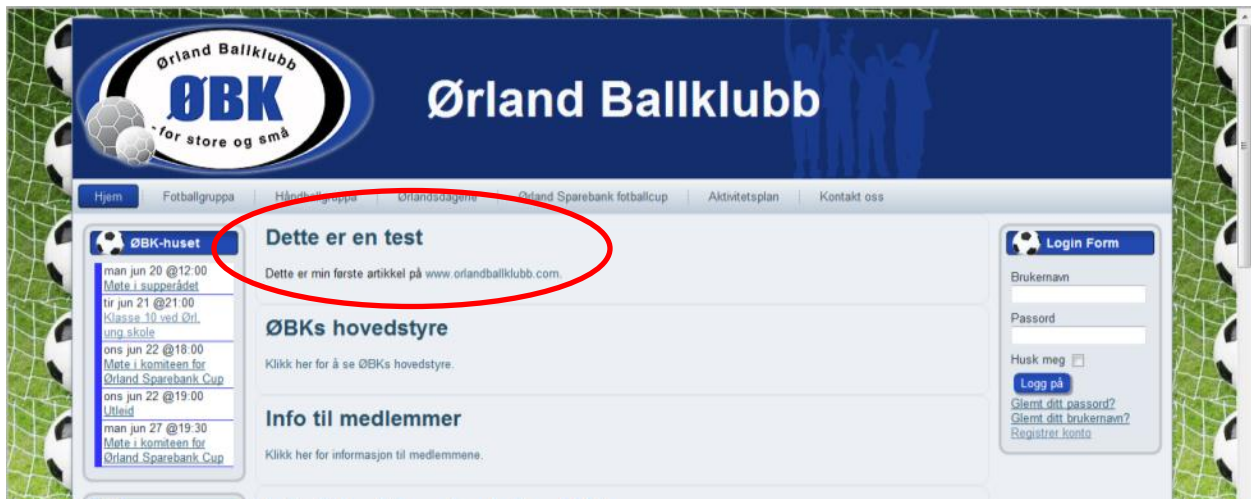 Ørland Ballklubb
ØBK
-for store og små
Ørland Ballklubb
Hjem
Fotballgruppa
Håndballgruppa
Ørlandsdagene
Ørland Sparebank fotballcup
Aktivitetsplan
Kontakt oss
ØBK-huset
man jun 20 @12:00
Møte i supperådet
tir jun 21 @21:00
Klasse 10 ved Ørl.
ung.skole
ons jun 22 @18:00
Møte i komiteen for
Ørland Sparebank Cup
ons jun 22 @19:00
Utleid
man jun 27 @19:30
Møte i komiteen for
Ørland Sparebank Cup
Dette er en test
Dette er min første artikkel på www.orlandballklubb.com.
ØBKs hovedstyre
Klikk her for å se ØBKs hovedstyre.
Info til medlemmer
Klikk her for informasjon til medlemmene.
Login Form
Brukernavn
Passord
Husk meg
Logg på
Glemt ditt passord?
Glemt ditt brukernavn?
Registrer konto